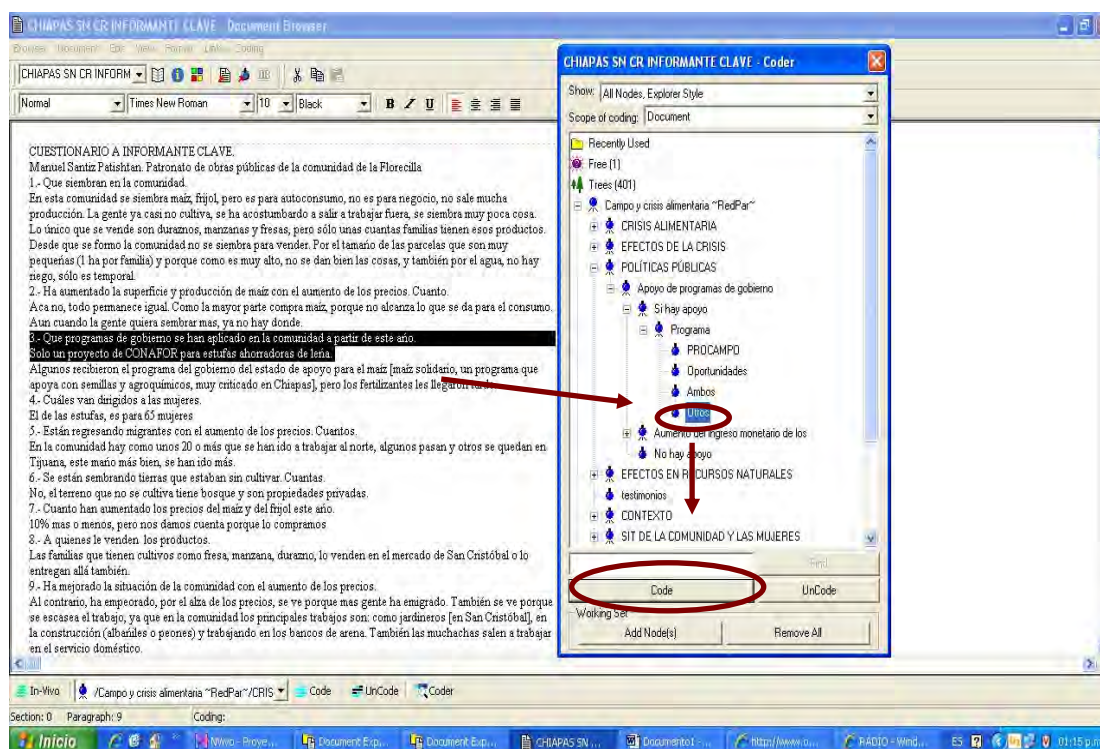 CHIAPAS SN CR INFORMANTE CLAVE - Document Browser
Browser Document Edit View Format Links Coding
CHIAPAS SN CR INFORM
Normal Times New Roman 10 Black B / U
CUESTIONARIO A INFORMANTE CLAVE.
Manuel Santiz Patishtan. Patronato de obras públicas de la comunidad de la Florecilla
1.- Que siembran en la comunidad.
En esta comunidad se siembra maíz, frijol, pero es para autoconsumo, no es para negocio, no sale mucha
producción. La gente ya casi no cultiva, se ha acostumbardo a salir a trabajar fuera, se siembra muy poca cosa.
Lo único que se vende son duraznos, manzanas y fresas, pero sólo unas cuantas familias tienen esos productos.
Desde que se formo la comunidad no se siembra para vender. Por el tamaño de las parcelas que son muy
pequeñas (1 ha por familia) y porque como es muy alto, no se dan bien las cosas, y también por el agua, no hay
riego, sólo es temporal.
2.- Ha aumentado la superficie y producción de maíz con el aumento de los precios. Cuanto.
Aca no, todo permanece igual. Como la mayor parte compra maíz, porque no alcanza lo que se da para el consumo.
Aun cuando la gente quiera sembrar mas, ya no hay donde.
3.- Que programas de gobierno se han aplicado en la comunidad a partir de este año.
Solo un proyecto de CONAFOR para estufas ahorradoras de leña.
Algunos recibieron el programa del gobierno del estado de apoyo para el maíz [maíz solidario, un programa que
apoya con semillas y agroquímicos, muy criticado en Chiapas], pero los fertilizantes les llegaron tarde.
4.- Cuáles van dirigidos a las mujeres.
El de las estufas, es para 65 mujeres
5.- Están regresando migrantes con el aumento de los precios. Cuantos.
En la comunidad hay como unos 20 o más que se han ido a trabajar al norte, algunos pasan y otros se quedan en
Tijuana, este maño más bien, se han ido más.
6.- Se están sembrando tierras que estaban sin cultivar. Cuantas.
No, el terreno que no se cultiva tiene bosque y son propiedades privadas.
7.- Cuanto han aumentado los precios del maíz y del frijol este año.
10% mas o menos, pero nos damos cuenta porque lo compramos
8.- A quienes le venden los productos.
Las familias que tienen cultivos como fresa, manzana, durazno, lo venden en el mercado de San Cristóbal o lo
entregan allá también.
9.- Ha mejorado la situación de la comunidad con el aumento de los precios.
Al contrario, ha empeorado, por el alza de los precios, se ve porque mas gente ha emigrado. También se ve porque
se escasea el trabajo, ya que en la comunidad los principales trabajos son: como jardineros [en San Cristóbal], en
la construcción (albañiles o peones) y trabajando en los bancos de arena. También las muchachas salen a trabajar
en el servicio doméstico.
CHIAPAS SN CR INFORMANTE CLAVE - Coder
Show: All Nodes, Explorer Style
Scope of coding: Document
Recently Used
Free (1)
Trees (401)
Campo y crisis alimentaria ~RedPar~
CRISIS ALIMENTARIA
EFECTOS DE LA CRISIS
POLÍTICAS PÚBLICAS
Apoyo de programas de gobierno
Si hay apoyo
Programa
PROCAMPO
Oportunidades
Ambos
Otros
Aumento del ingreso monetario de los
No hay apoyo
EFECTOS EN RECURSOS NATURALES
testimonios
CONTEXTO
SIT DE LA COMUNIDAD Y LAS MUJERES
Find
Code UnCode
Working Set
Add Node(s) Remove All
In-Vivo /Campo y crisis alimentaria ~RedPar~/CRIS Code UnCode Coder
Section: 0 Paragraph: 9 Coding:
Inicio NVivo - Proye... Document Exp... Document Exp... CHIAPAS SN ... Documento1 - ... http://www.o... RADIO - Wind... ES 01:15 p.m.